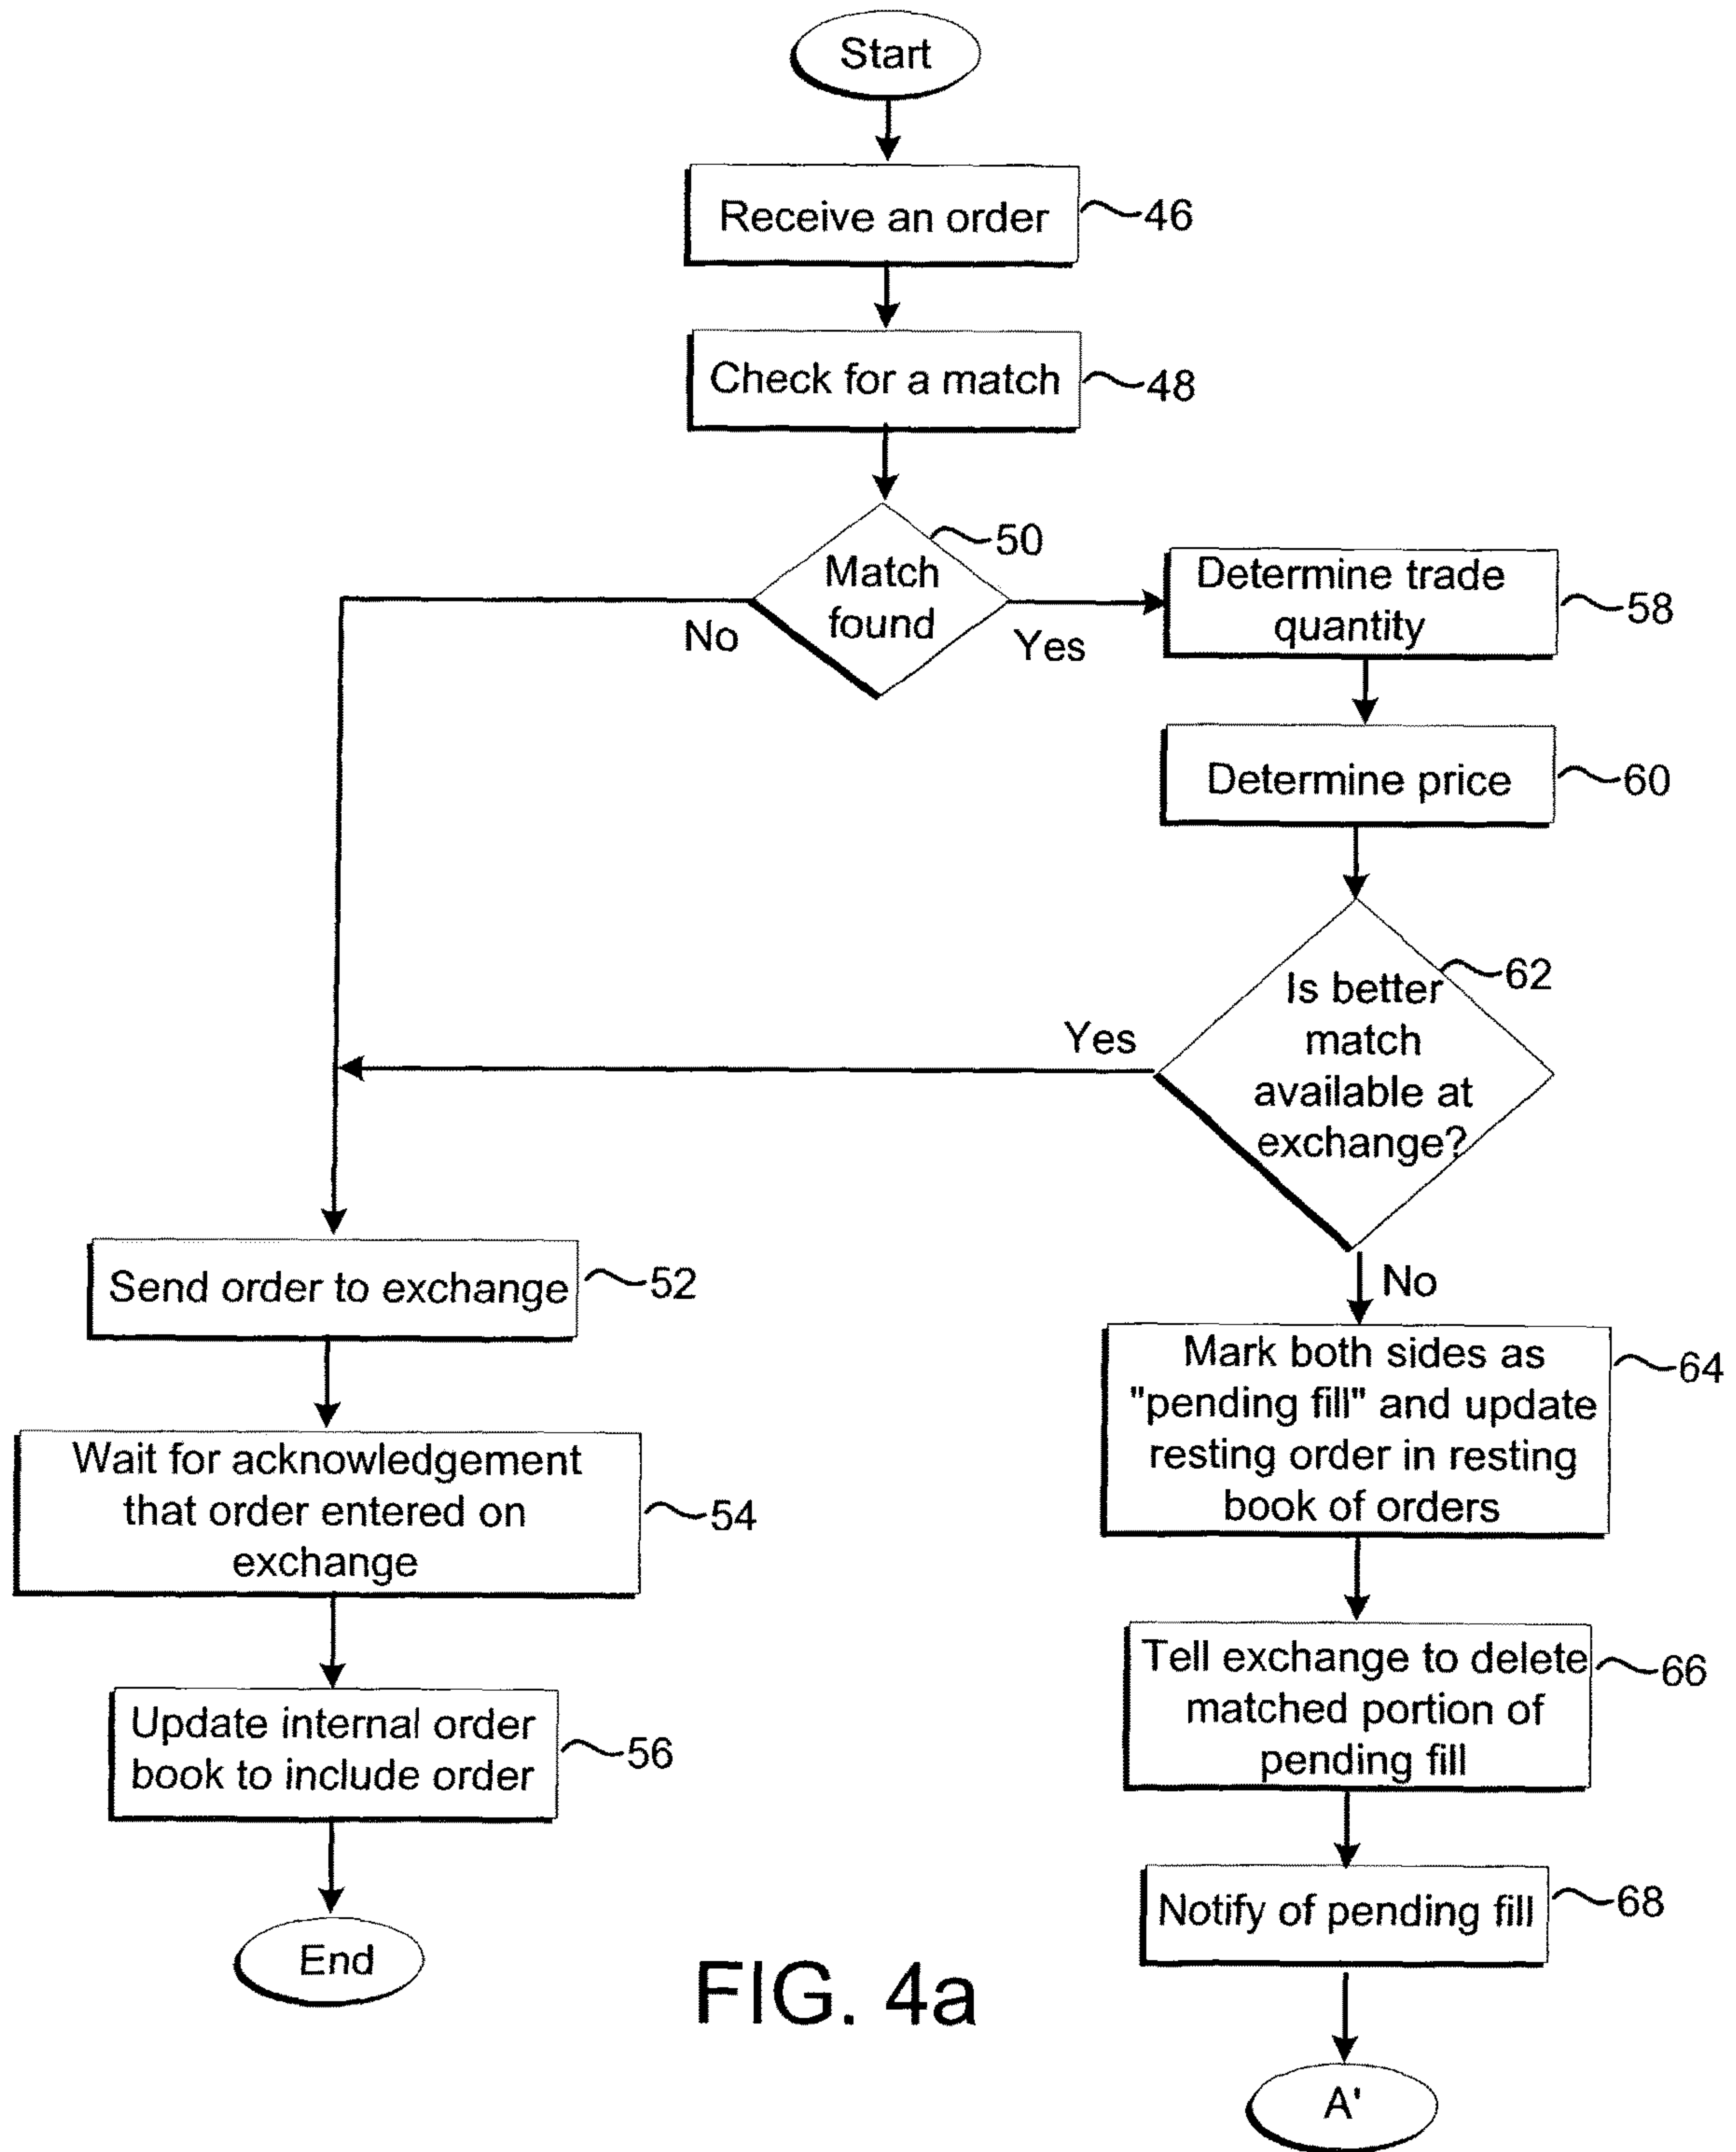 Start
Receive an order
46
Check for a match
48
50
Match
found
No
Yes
Determine trade
quantity
58
Determine price
60
62
Is better
match
available at
exchange?
Yes
No
Send order to exchange
52
Wait for acknowledgement
that order entered on
exchange
54
Update internal order
book to include order
56
End
Mark both sides as
"pending fill" and update
resting order in resting
book of orders
64
Tell exchange to delete
matched portion of
pending fill
66
Notify of pending fill
68
A'
FIG. 4a